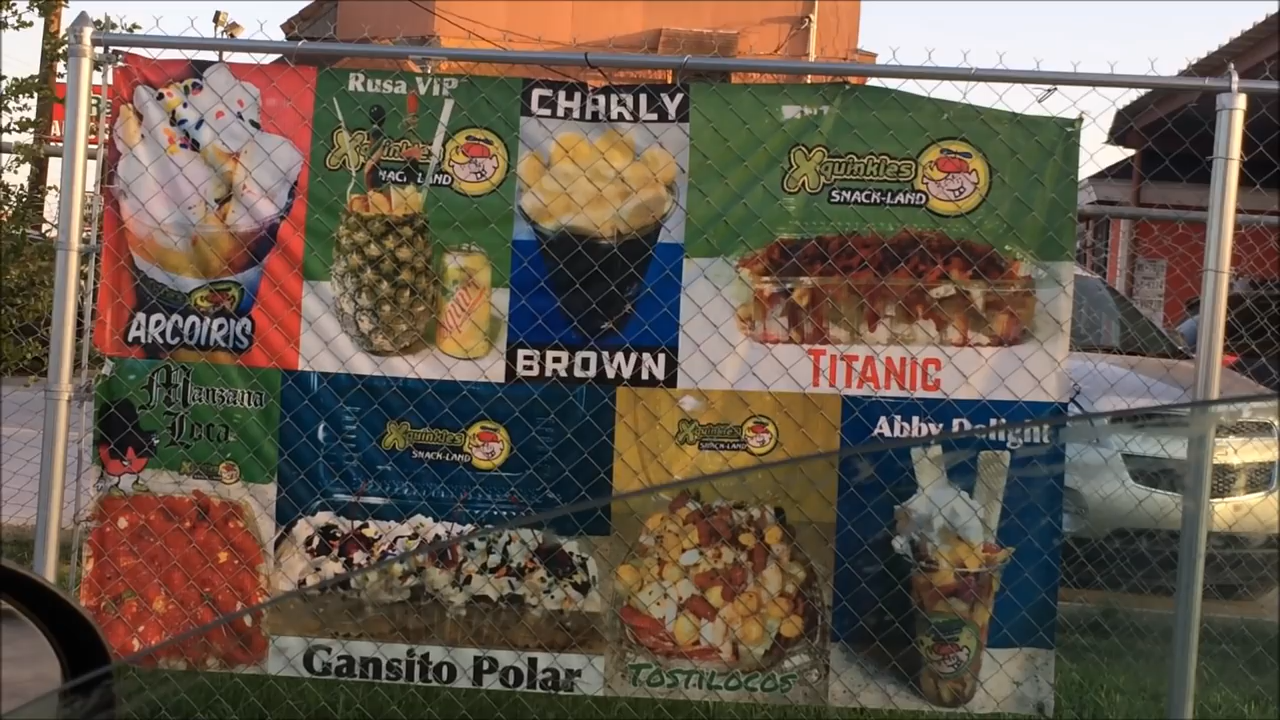 Rusa VIP
Xquinkles
SNACK-LAND
ARCOIRIS
CHARLY
BROWN
Xquinkles
SNACK-LAND
TITANIC
Manzana
Loca
Xquinkles
Xquinkles
SNACK-LAND
Gansito Polar
Xquinkles
SNACK-LAND
TOSTILOCOS
Abby Delight